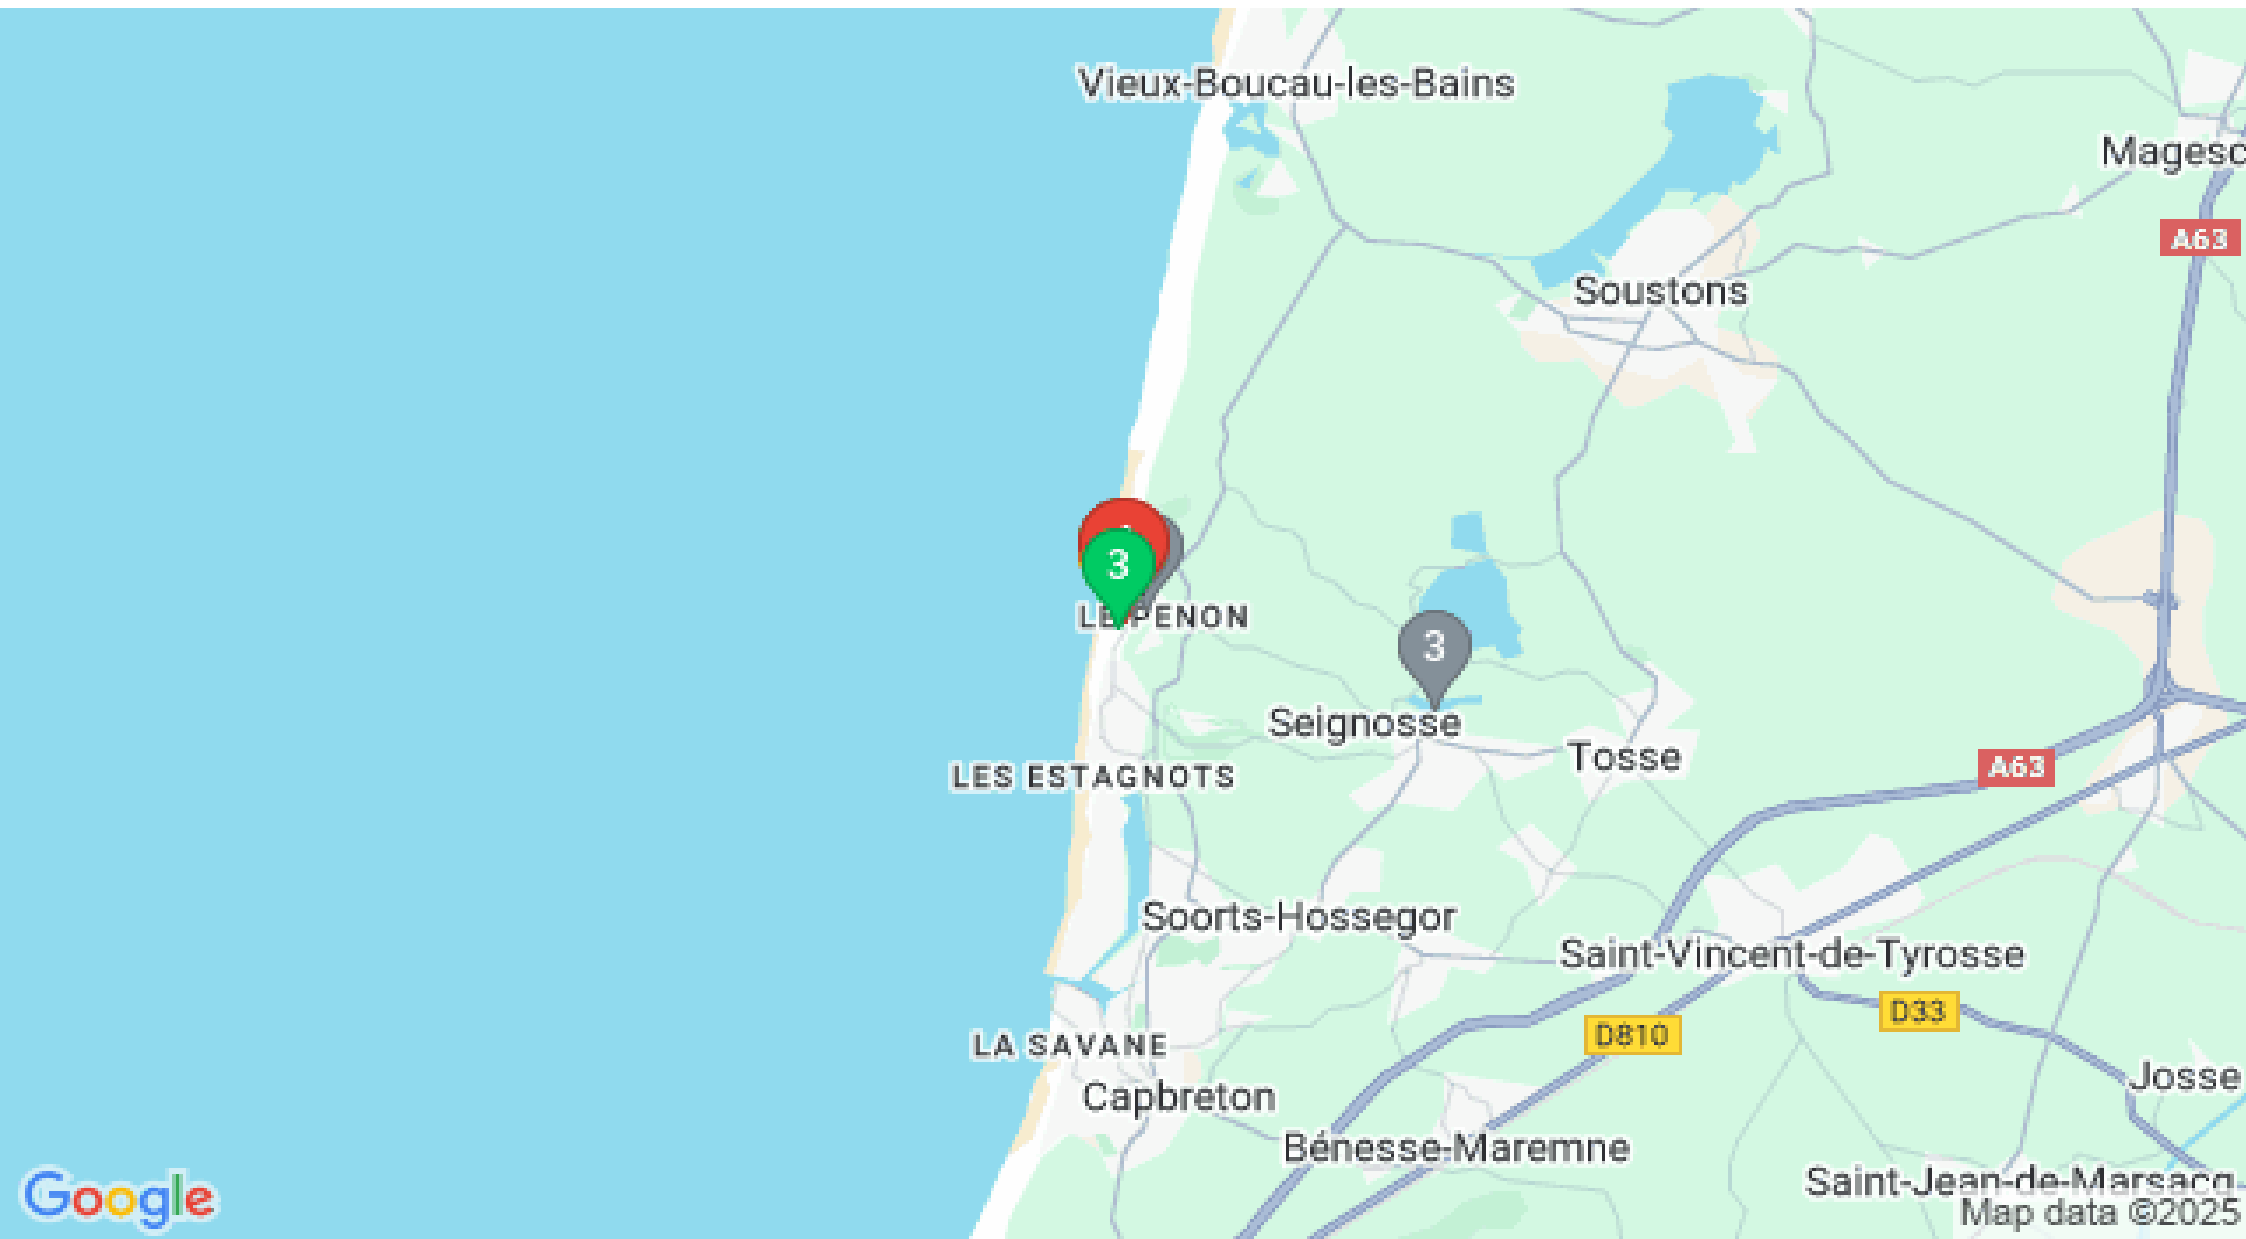 Vieux-Boucau-les-Bains
Magesc
A63
Soustons
3
LE PENON
3
Seignosse
Tosse
A63
LES ESTAGNOTS
Soorts-Hossegor
Saint-Vincent-de-Tyrosse
D33
D810
LA SAVANE
Josse
Capbreton
Bénesse-Maremne
Saint-Jean-de-Marsacq
Google
Map data ©2025